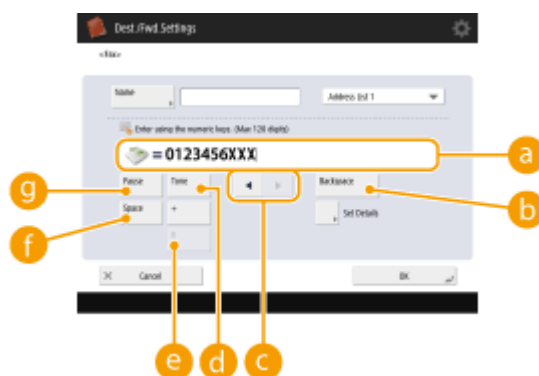 Dest./Fwd. Settings
<Fax>
Name
Address List 1
Enter using the numeric keys. (Max 120 digits)
=0123456XXX
a
Pause
Tone
Backspace
g
b
Space
+
Set Details
f
Cancel
OK
e
d
c